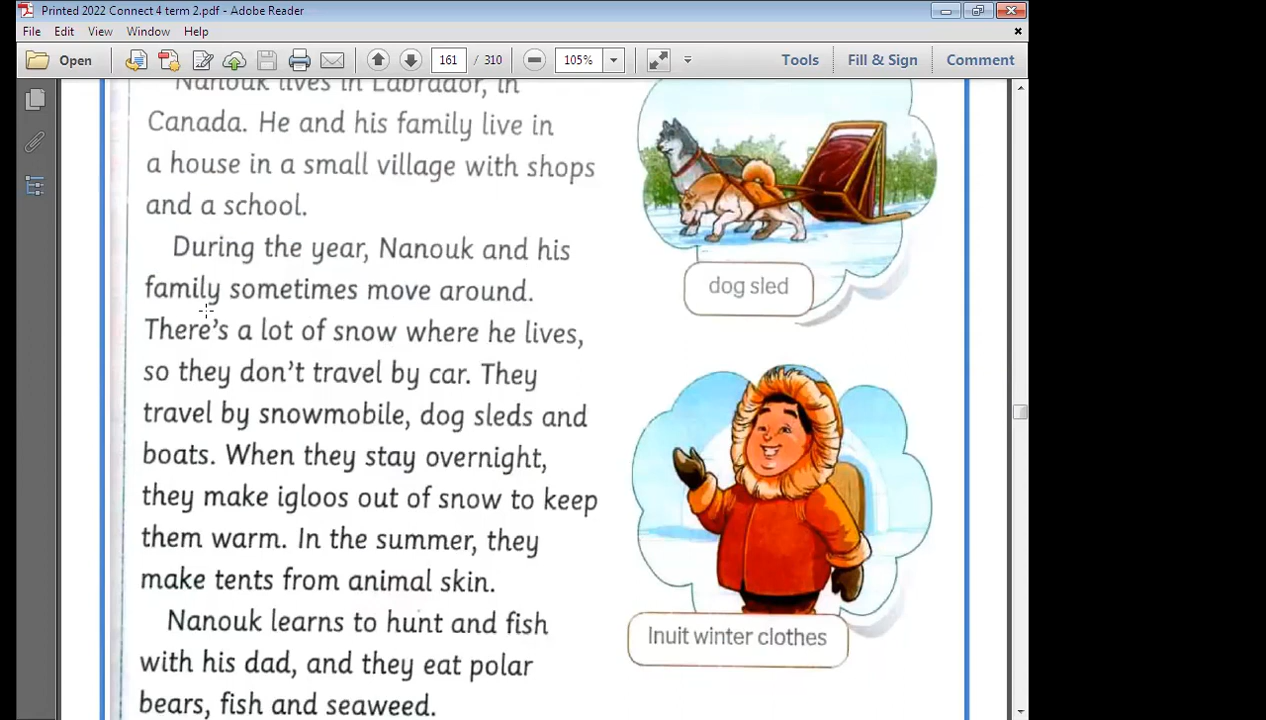 Printed 2022 Connect 4 term 2.pdf - Adobe Reader
File Edit View Window Help
Open 161 / 310 105% Tools Fill & Sign Comment
Nanouk lives in Labrador, in
Canada. He and his family live in
a house in a small village with shops
and a school.
During the year, Nanouk and his
family sometimes move around.
There's a lot of snow where he lives,
so they don't travel by car. They
travel by snowmobile, dog sleds and
boats. When they stay overnight,
they make igloos out of snow to keep
them warm. In the summer, they
make tents from animal skin.
Nanouk learns to hunt and fish
with his dad, and they eat polar
bears, fish and seaweed.
dog sled
Inuit winter clothes